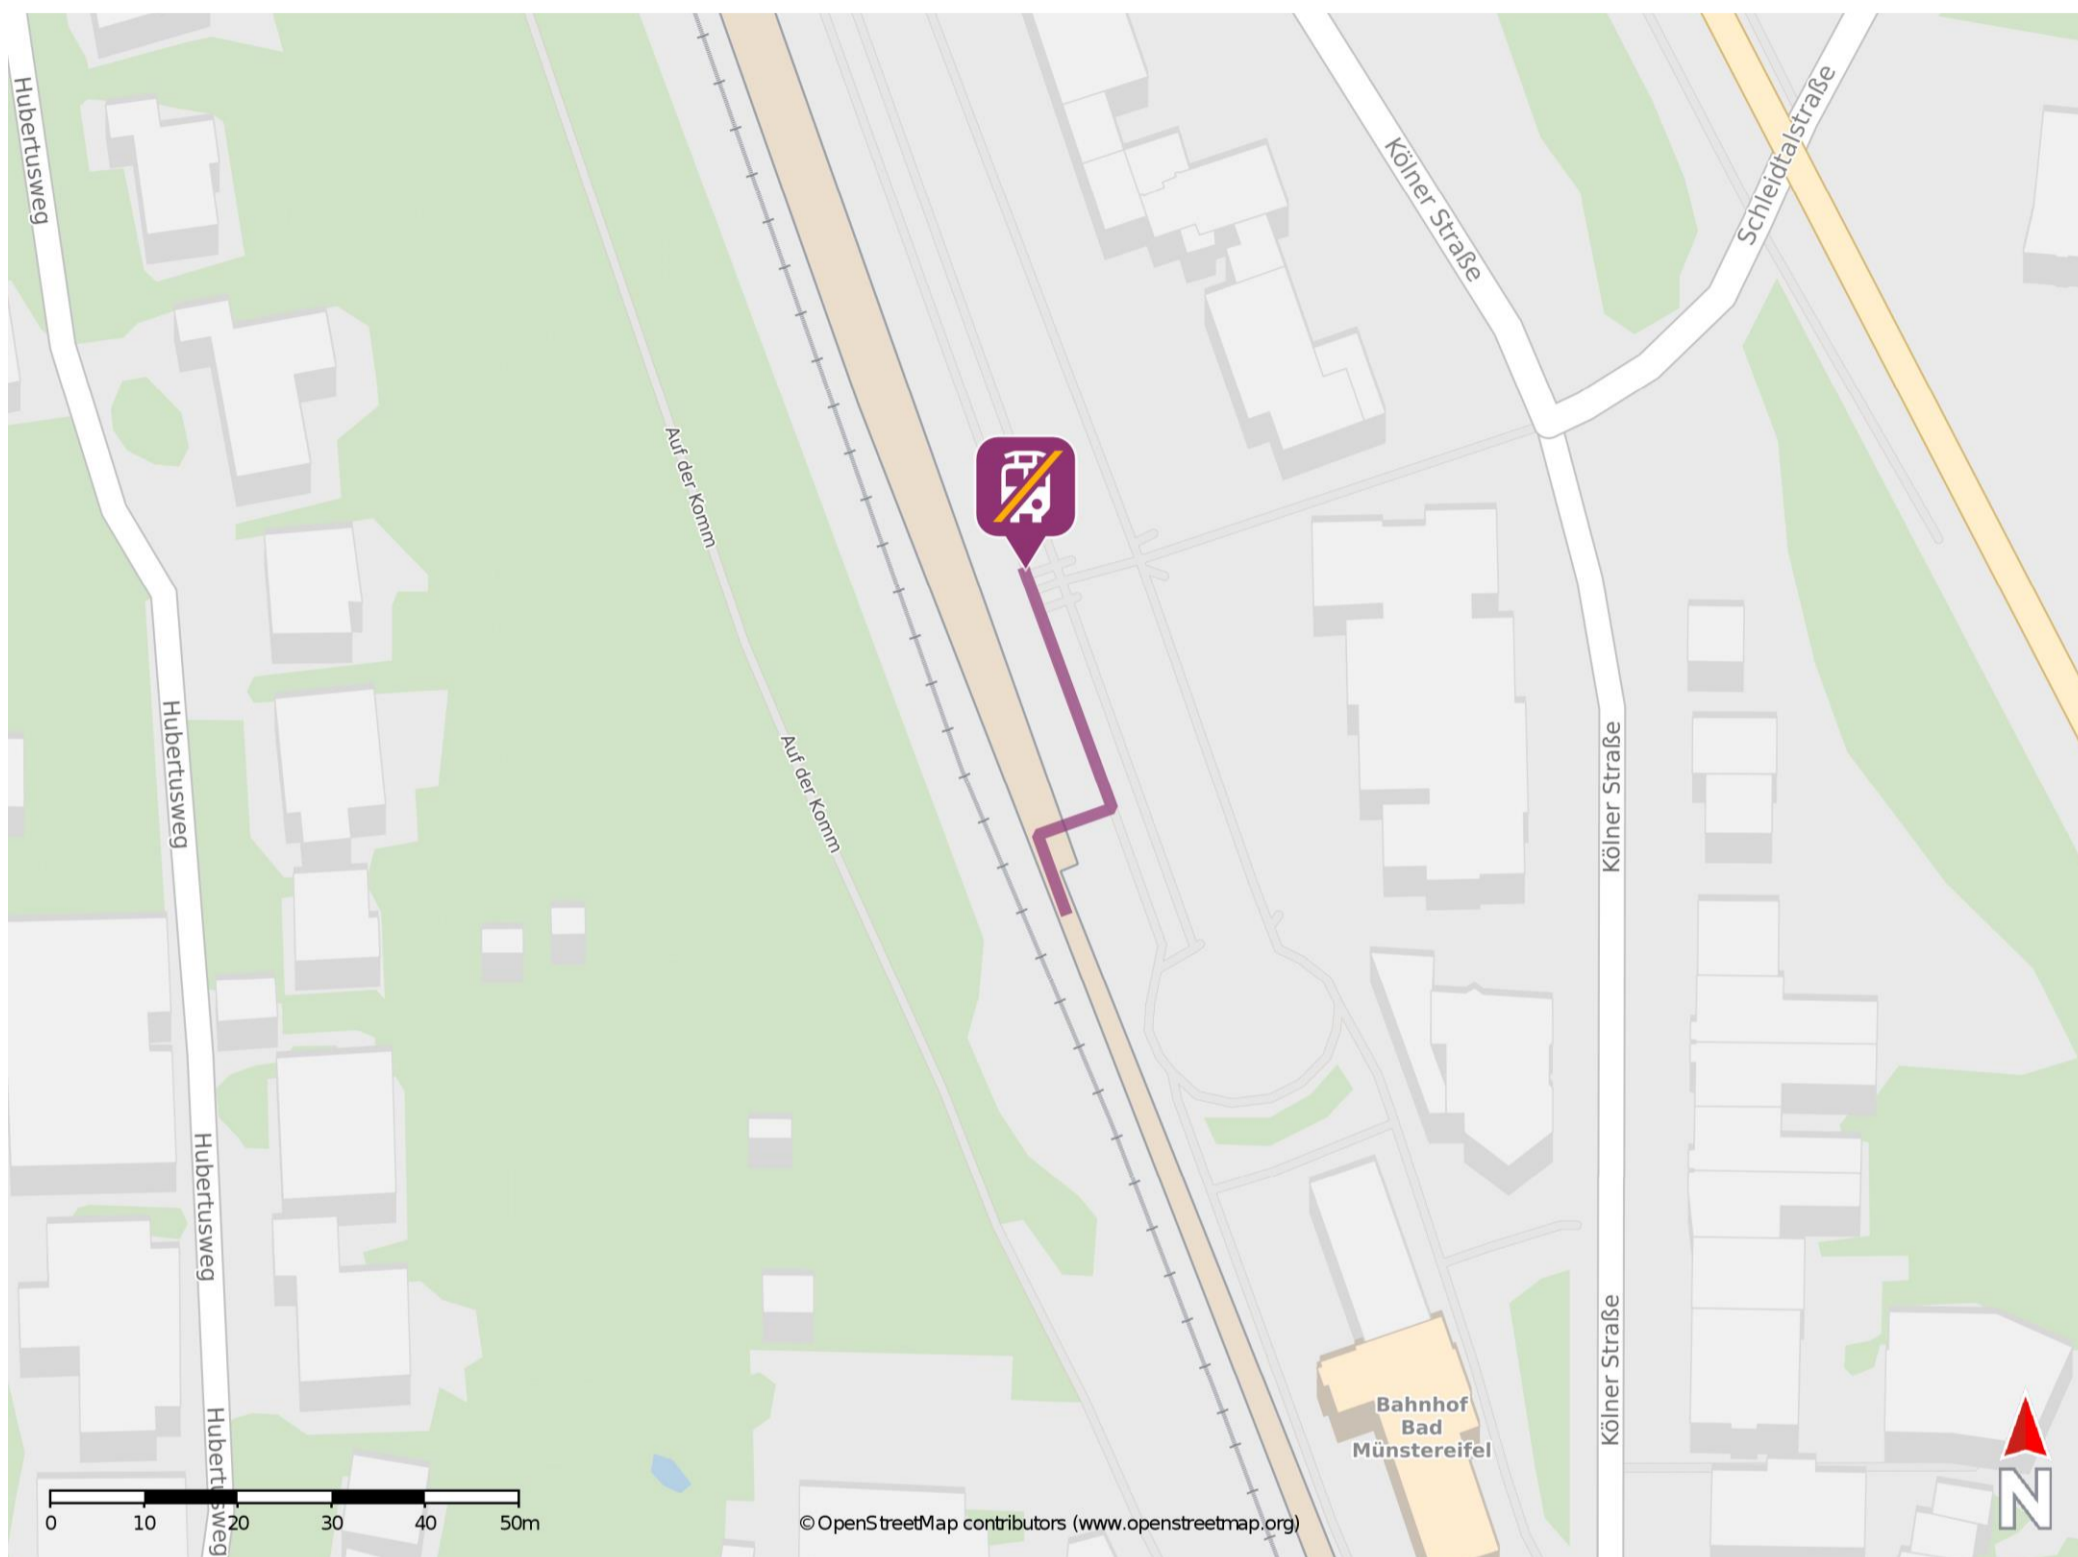 Hubertusweg
Kölner Straße
Schleidtalstraße
Auf der Komm
Hubertusweg
Auf der Komm
Kölner Straße
Hubertusweg
Kölner Straße
Bahnhof
Bad
Münstereifel
Hubertusweg
N
0 10 20 30 40 50m
© OpenStreetMap contributors (www.openstreetmap.org)